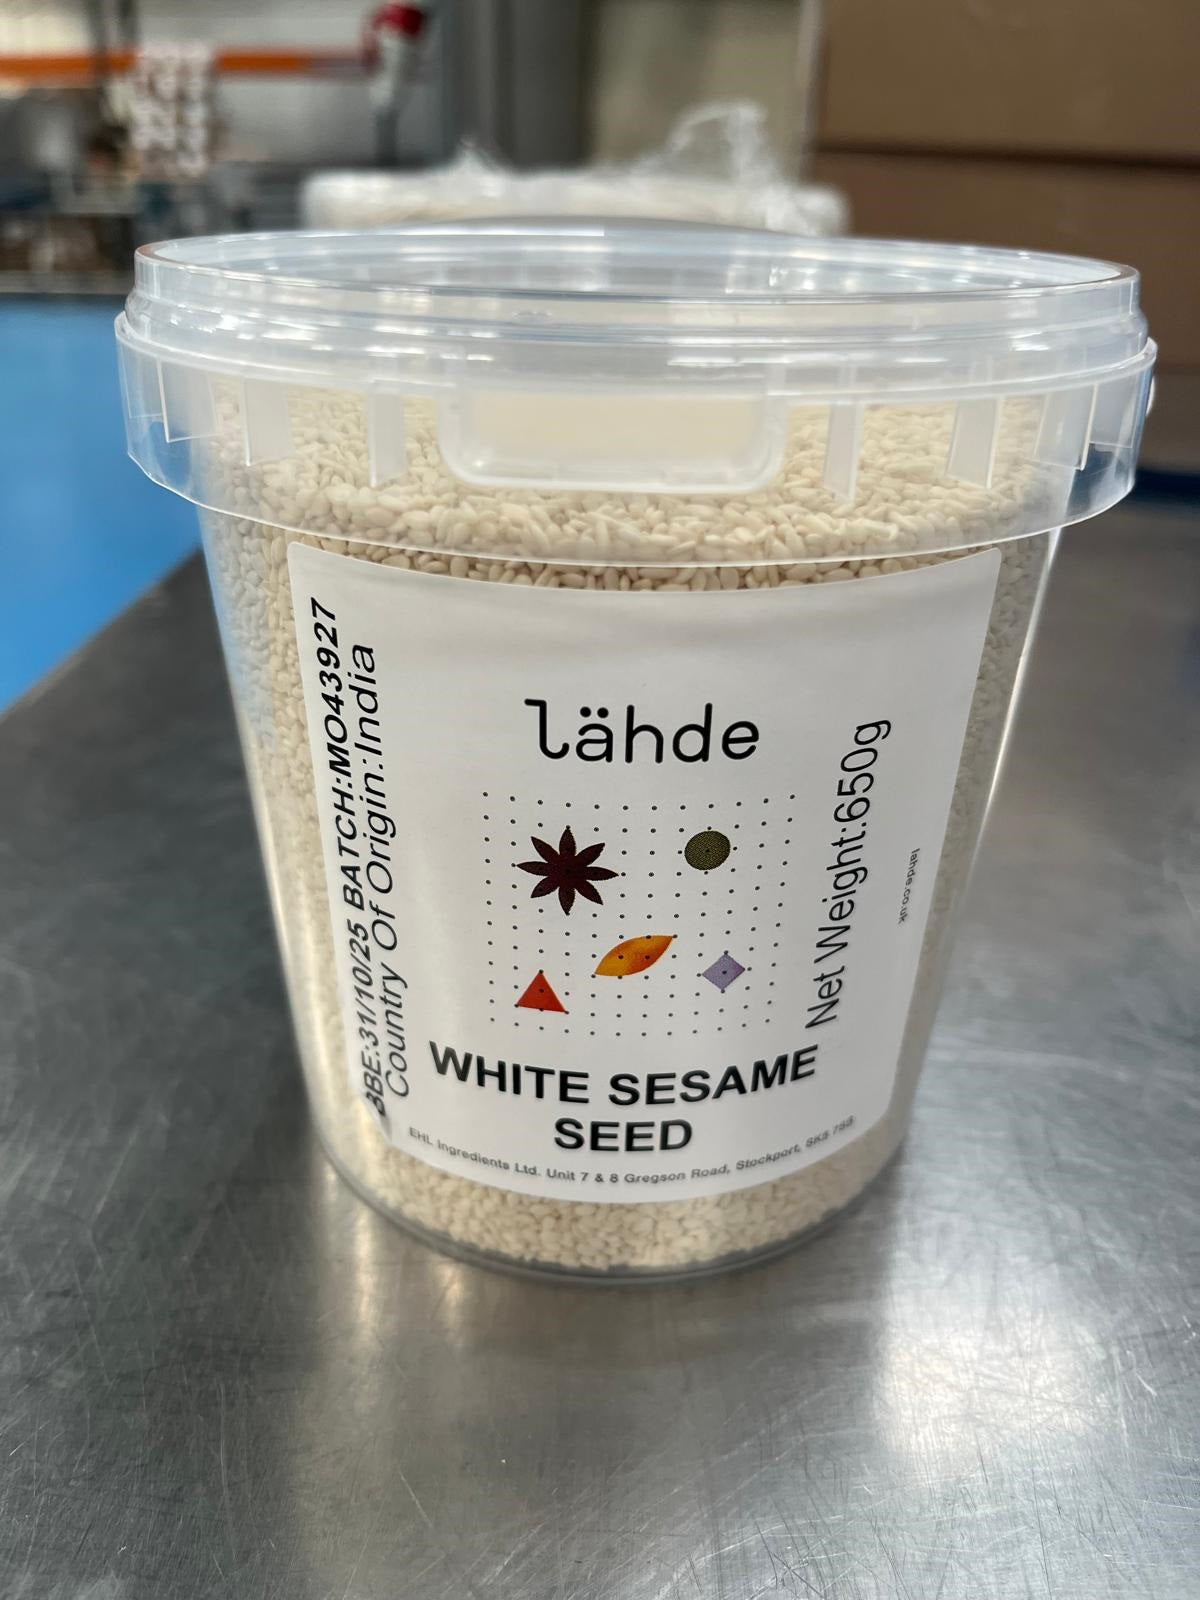 lähde
BBE:31/10/25 BATCH:MO43927
Country Of Origin:India
Net Weight:650g
lahde.co.uk
WHITE SESAME
SEED
EHL Ingredients Ltd. Unit 7 & 8 Gregson Road, Stockport, SK5 7SS